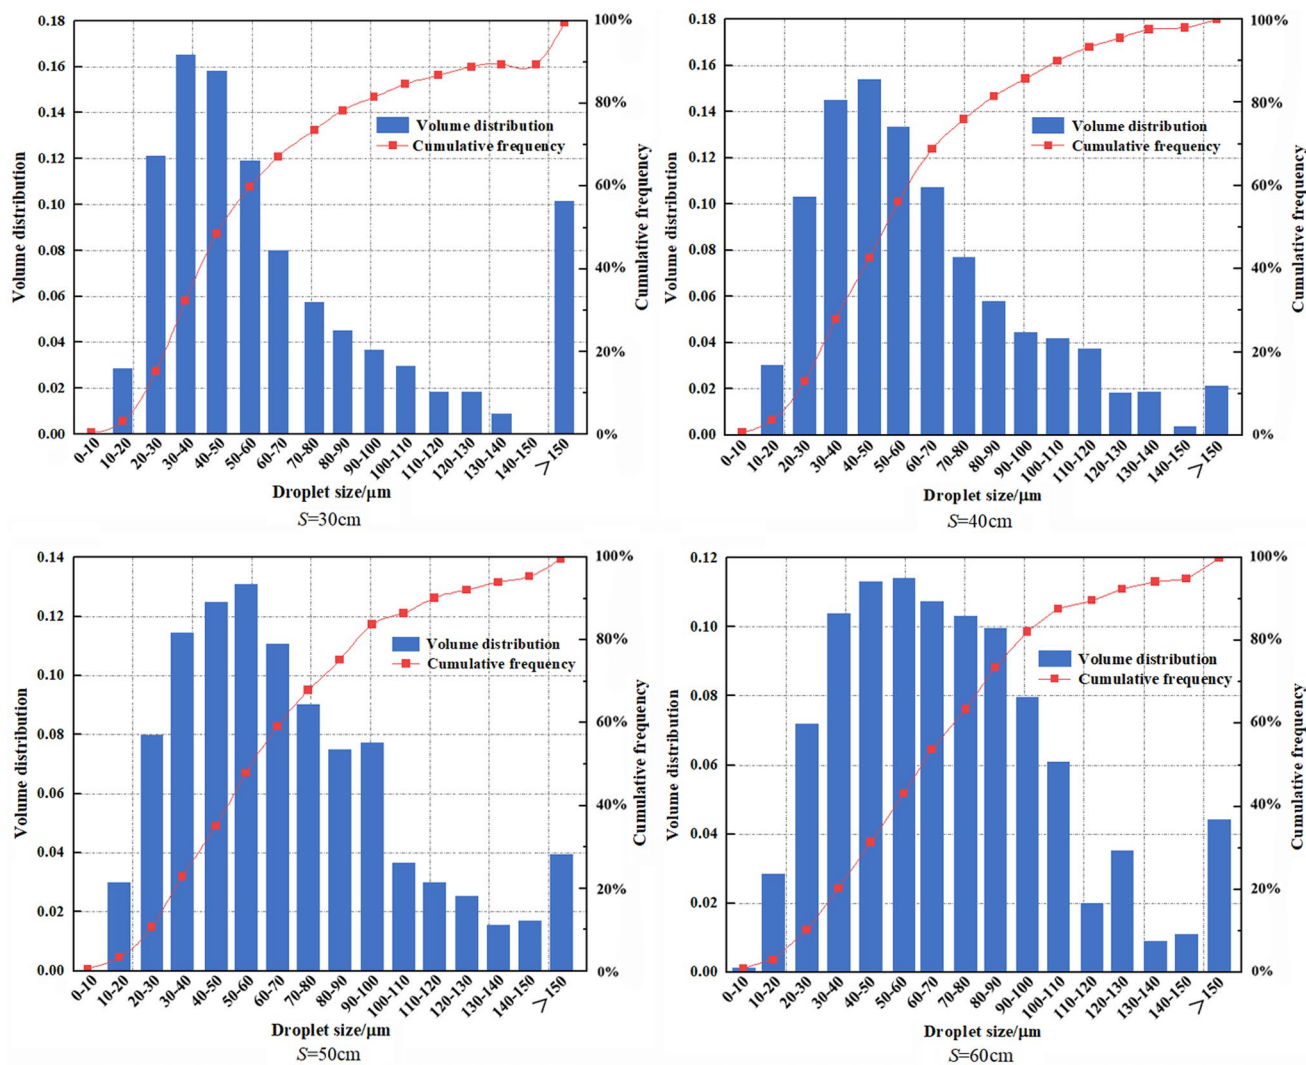 0.18
0.16
0.14
0.12
0.10
0.08
0.06
0.04
0.02
0.00
Volume distribution
100%
80%
60%
40%
20%
0%
Cumulative frequency
Volume distribution
Cumulative frequency
0-10 10-20 20-30 30-40 40-50 50-60 60-70 70-80 80-90 90-100 100-110 110-120 120-130 130-140 140-150 >150
Droplet size/μm
S=30cm
0.18
0.16
0.14
0.12
0.10
0.08
0.06
0.04
0.02
0.00
Volume distribution
100%
80%
60%
40%
20%
0%
Cumulative frequency
Volume distribution
Cumulative frequency
0-10 10-20 20-30 30-40 40-50 50-60 60-70 70-80 80-90 90-100 100-110 110-120 120-130 130-140 140-150 >150
Droplet size/μm
S=40cm
0.14
0.12
0.10
0.08
0.06
0.04
0.02
0.00
Volume distribution
100%
80%
60%
40%
20%
0%
Cumulative frequency
Volume distribution
Cumulative frequency
0-10 10-20 20-30 30-40 40-50 50-60 60-70 70-80 80-90 90-100 100-110 110-120 120-130 130-140 140-150 >150
Droplet size/μm
S=50cm
0.12
0.10
0.08
0.06
0.04
0.02
0.00
Volume distribution
100%
80%
60%
40%
20%
0%
Cumulative frequency
Volume distribution
Cumulative frequency
0-10 10-20 20-30 30-40 40-50 50-60 60-70 70-80 80-90 90-100 100-110 110-120 120-130 130-140 140-150 >150
Droplet size/μm
S=60cm